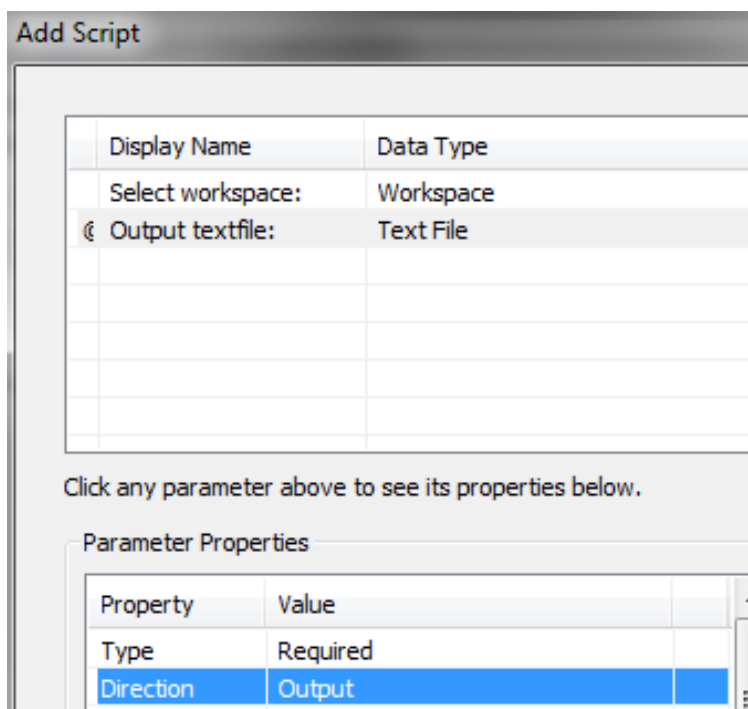 Add Script
Display Name Data Type
Select workspace: Workspace
Output textfile: Text File
Click any parameter above to see its properties below.
Parameter Properties
Property Value
Type Required
Direction Output